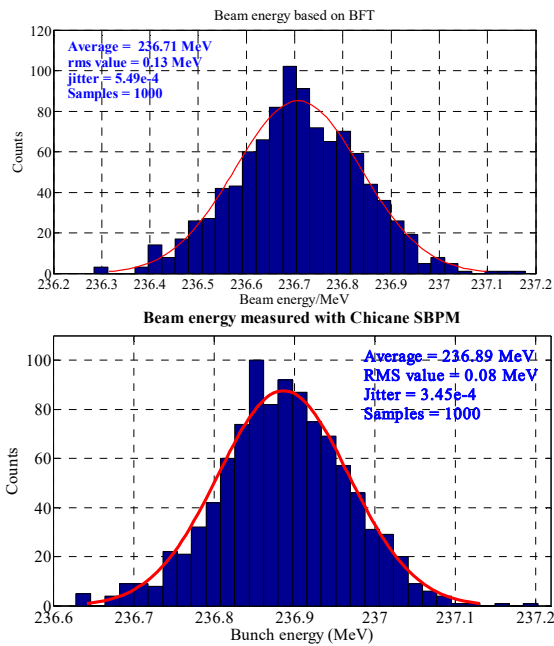 Beam energy based on BFT
120
Average = 236.71 MeV
rms value = 0.13 MeV
jitter = 5.49e-4
Samples = 1000
100
80
60
40
20
0
Counts
236.2 236.3 236.4 236.5 236.6 236.7 236.8 236.9 237 237.1 237.2
Beam energy/MeV
Beam energy measured with Chicane SBPM
Average = 236.89 MeV
RMS value = 0.08 MeV
Jitter = 3.45e-4
Samples = 1000
100
80
60
40
20
0
Counts
236.6 236.7 236.8 236.9 237 237.1 237.2
Bunch energy (MeV)